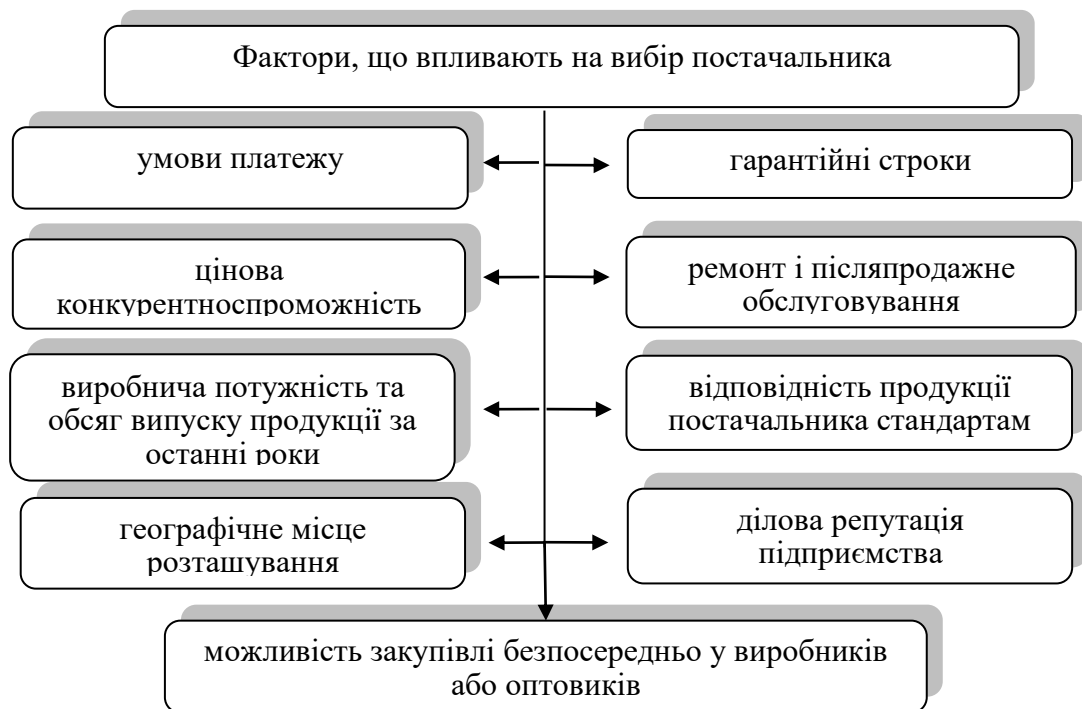 Фактори, що впливають на вибір постачальника
умови платежу
гарантійні строки
цінова
конкурентноспроможність
ремонт і післяпродажне
обслуговування
виробнича потужність та
обсяг випуску продукції за
останні роки
відповідність продукції
постачальника стандартам
географічне місце
розташування
ділова репутація
підприємства
можливість закупівлі безпосередньо у виробників
або оптовиків